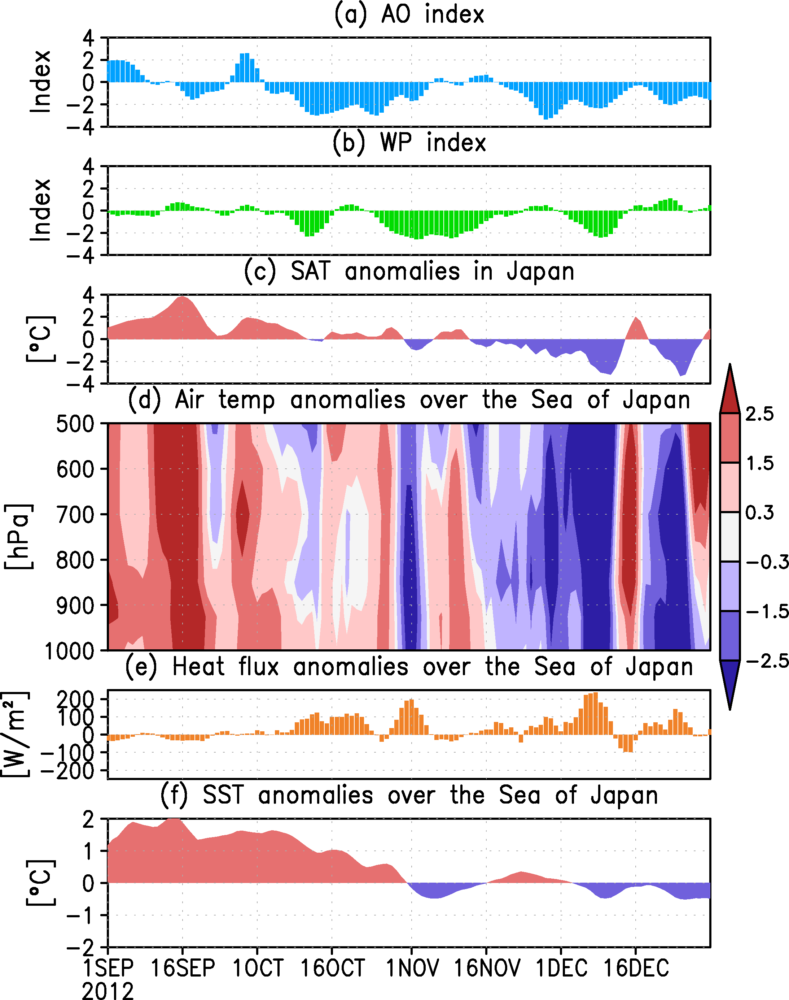 (a) AO index
4
2
0
−2
−4
Index
(b) WP index
4
2
0
−2
−4
Index
(c) SAT anomalies in Japan
4
2
0
−2
−4
[°C]
(d) Air temp anomalies over the Sea of Japan
500
600
700
800
900
1000
[hPa]
2.5
1.5
0.3
−0.3
−1.5
−2.5
(e) Heat flux anomalies over the Sea of Japan
200
100
0
−100
−200
[W/m²]
(f) SST anomalies over the Sea of Japan
2
1
0
−1
−2
[°C]
1SEP 16SEP 1OCT 16OCT 1NOV 16NOV 1DEC 16DEC
2012